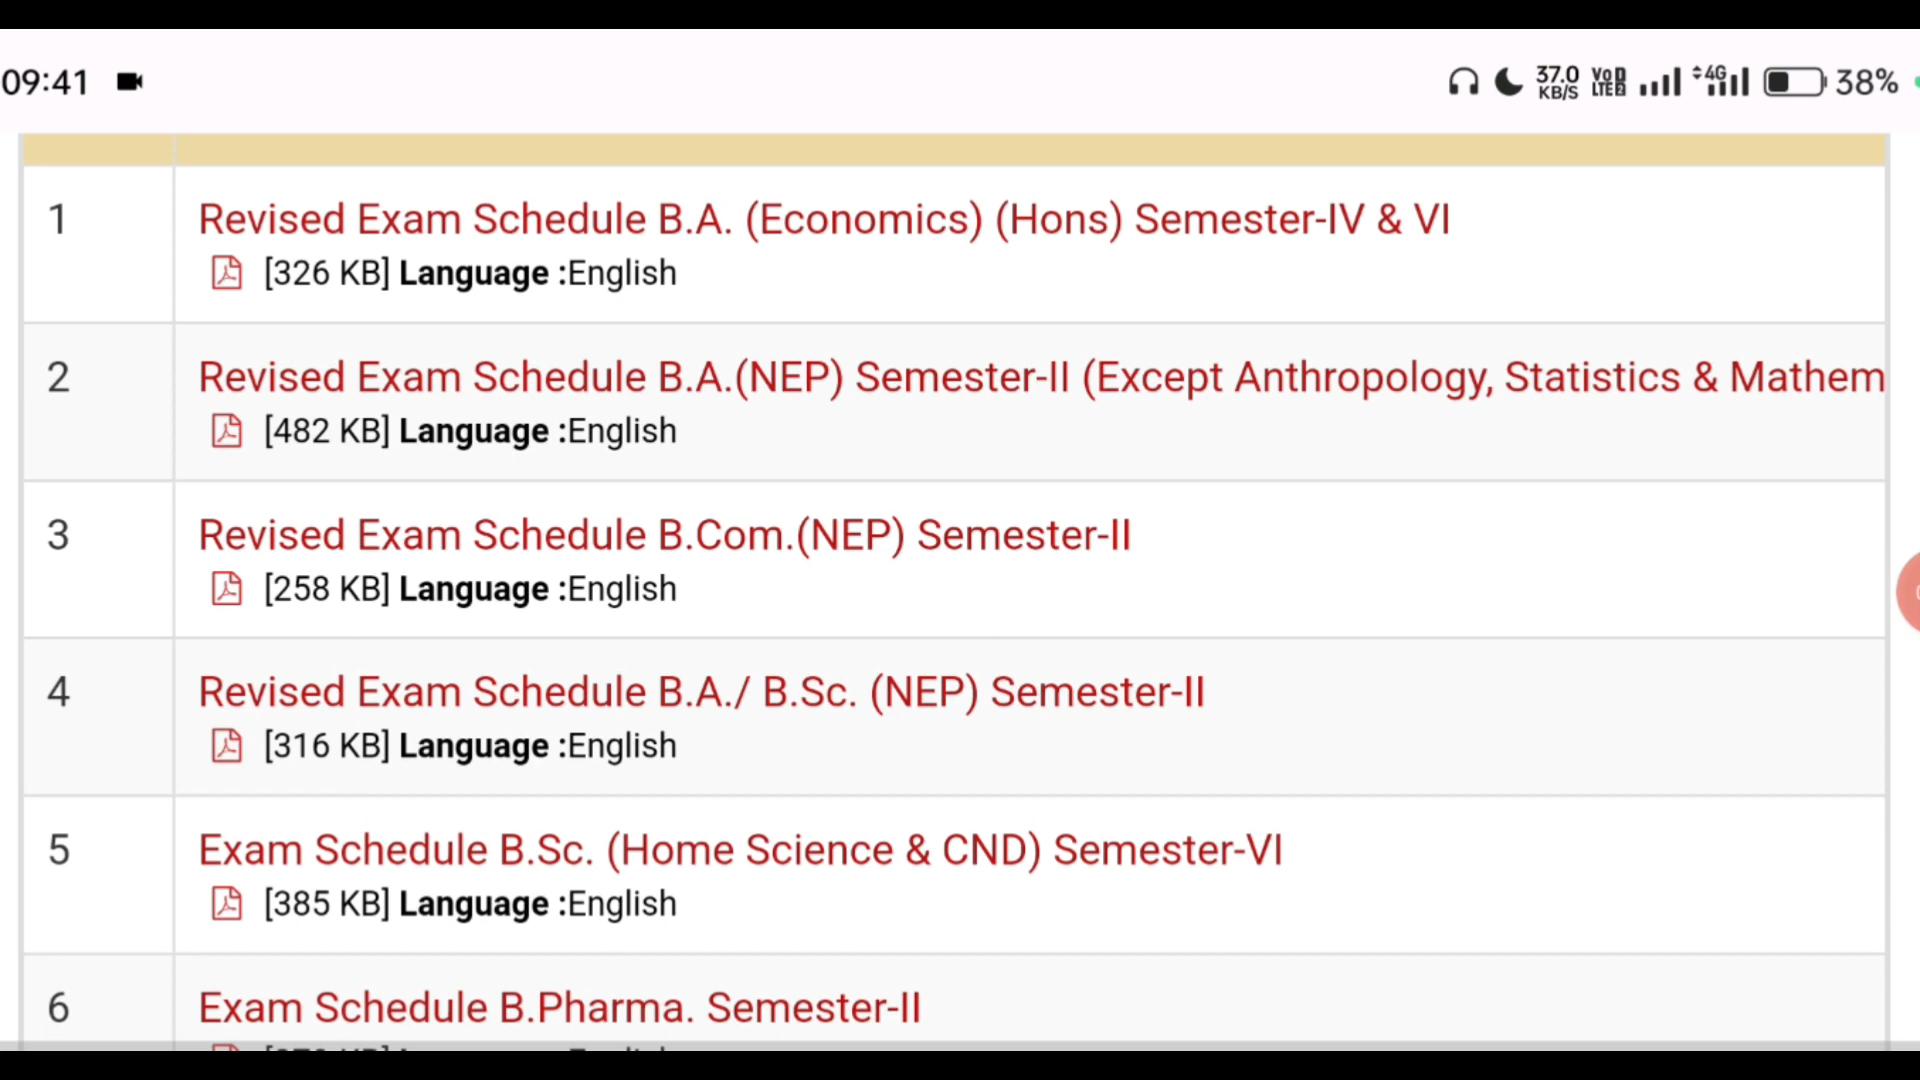 09:41
37.0 KB/S VoD LTE2 4G 38%
1
Revised Exam Schedule B.A. (Economics) (Hons) Semester-IV & VI
[326 KB] Language :English
2
Revised Exam Schedule B.A.(NEP) Semester-II (Except Anthropology, Statistics & Mathem
[482 KB] Language :English
3
Revised Exam Schedule B.Com.(NEP) Semester-II
[258 KB] Language :English
4
Revised Exam Schedule B.A./ B.Sc. (NEP) Semester-II
[316 KB] Language :English
5
Exam Schedule B.Sc. (Home Science & CND) Semester-VI
[385 KB] Language :English
6
Exam Schedule B.Pharma. Semester-II